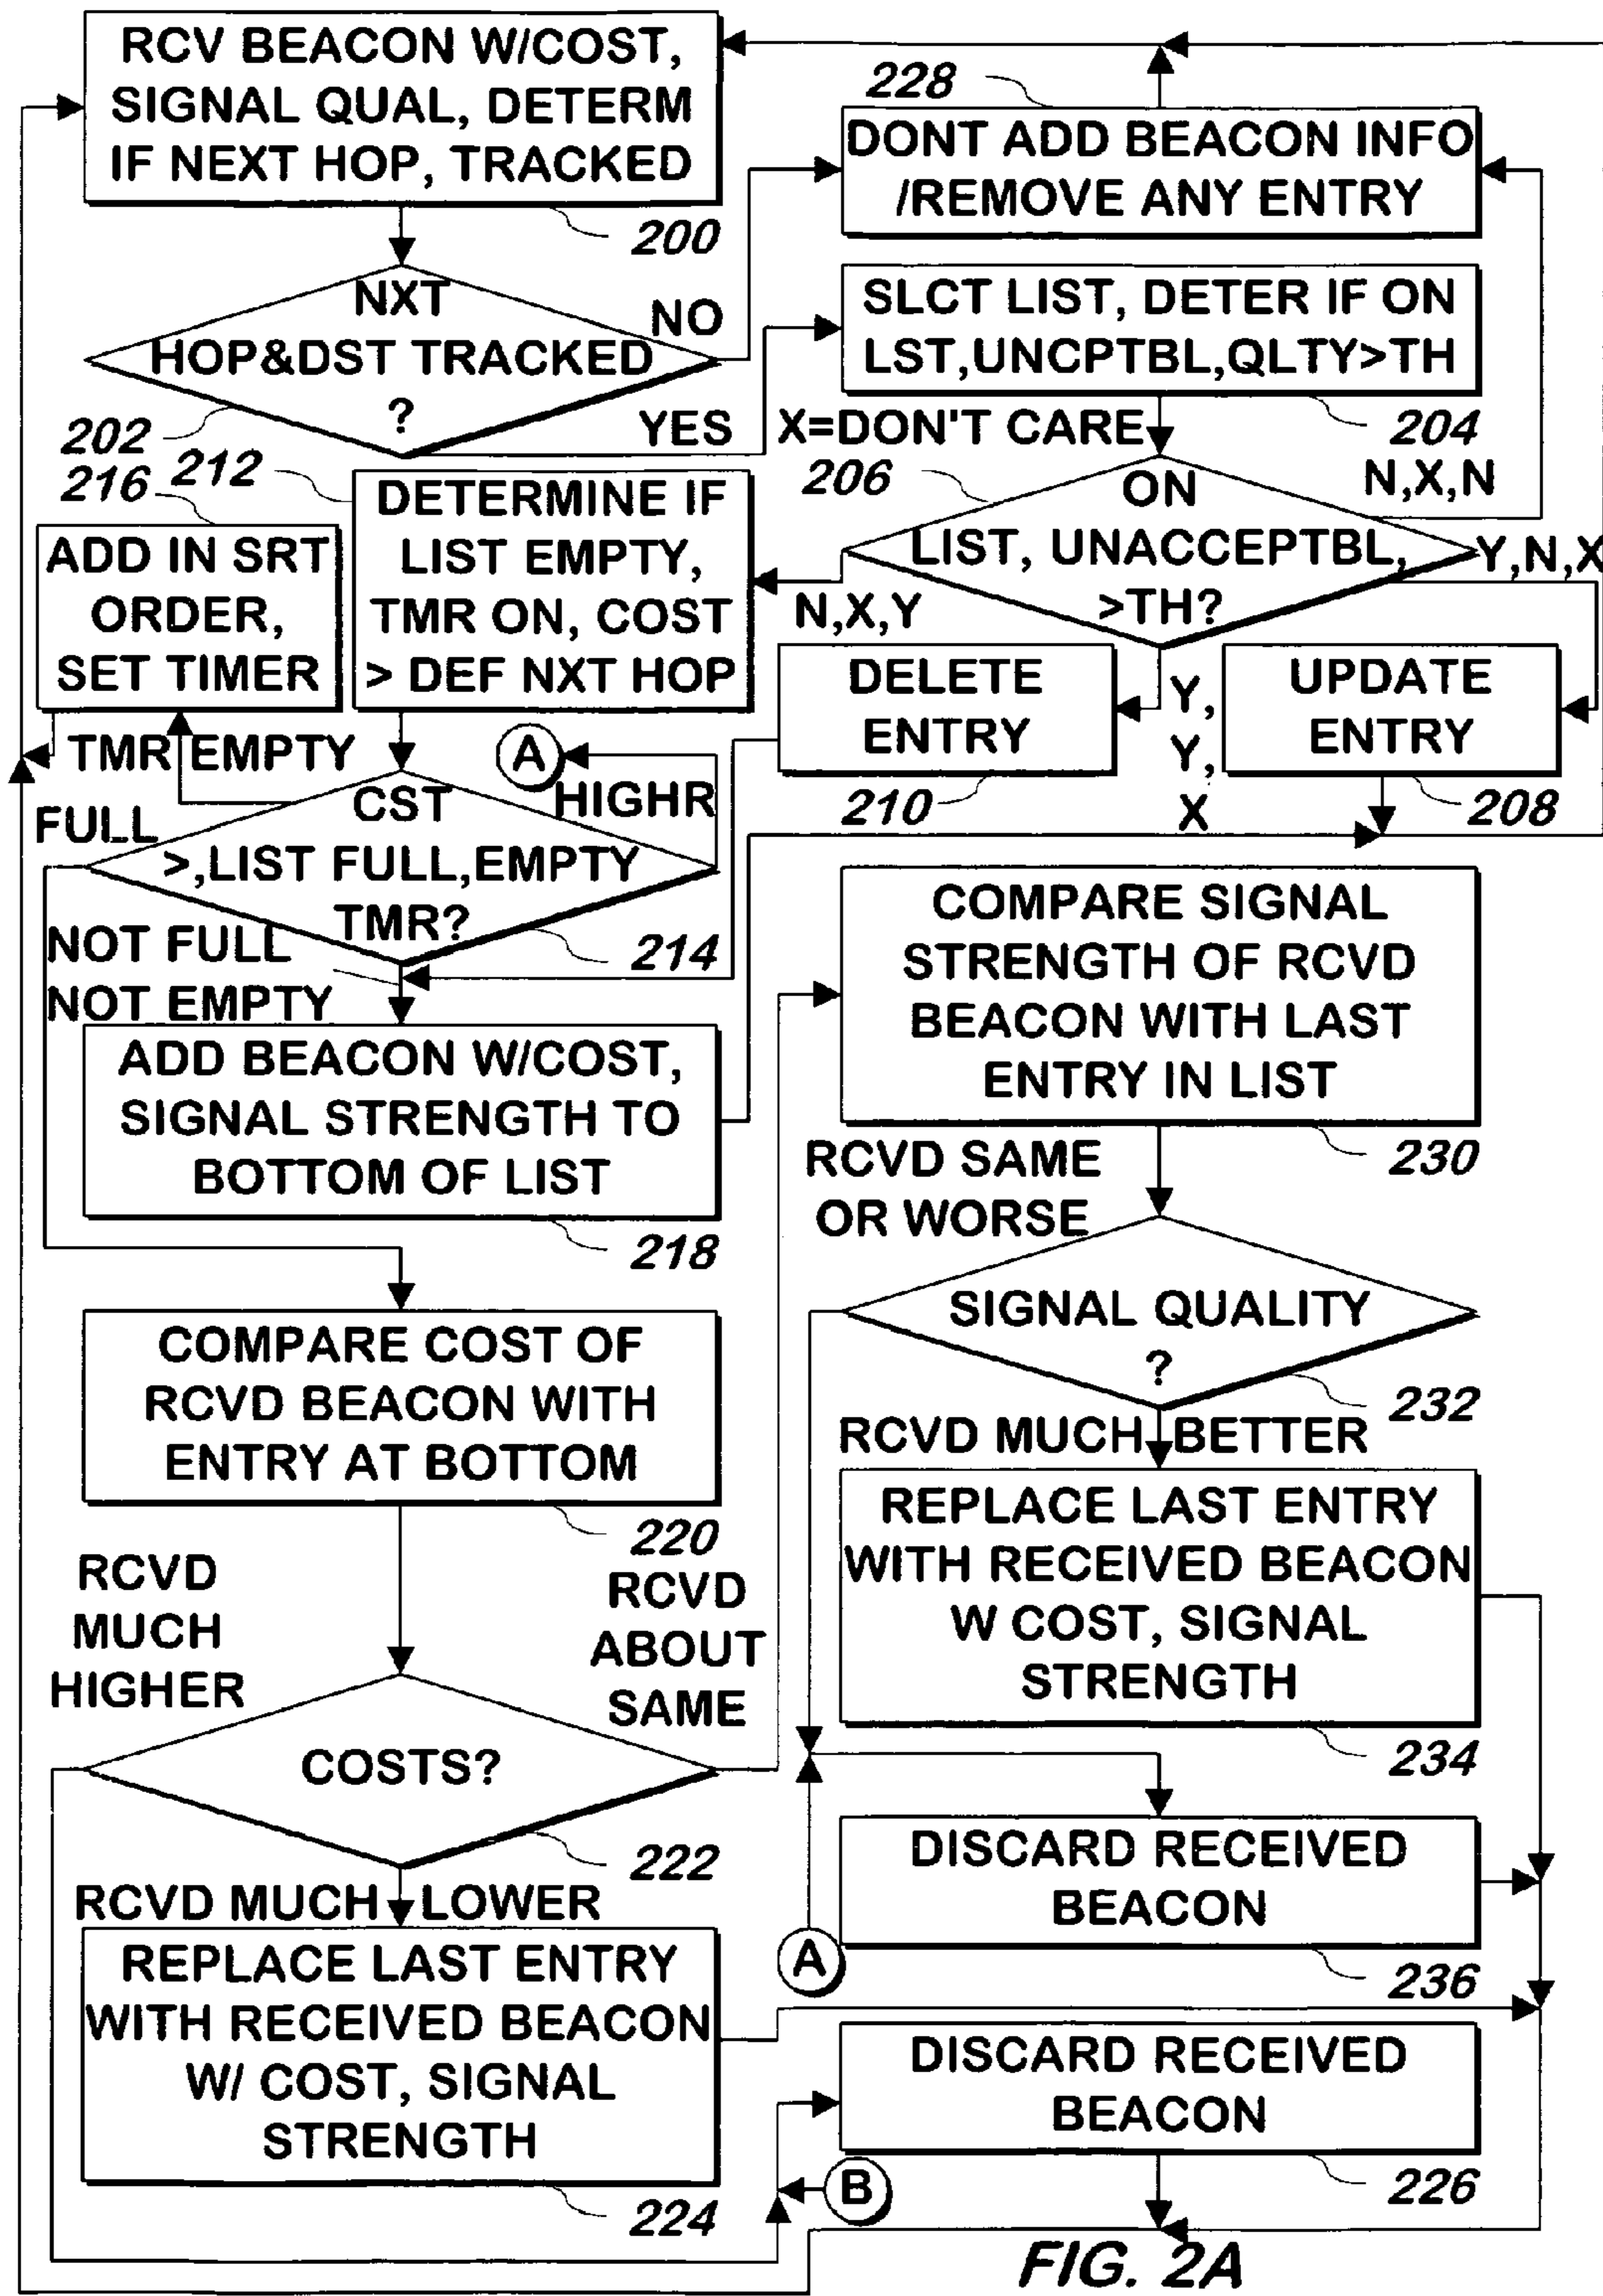 RCV BEACON W/COST,
SIGNAL QUAL, DETERM
IF NEXT HOP, TRACKED
200
228
DONT ADD BEACON INFO
/REMOVE ANY ENTRY
NXT
HOP&DST TRACKED
?
NO
YES
202
SLCT LIST, DETER IF ON
LST,UNCPTBL,QLTY>TH
204
X=DON'T CARE
206
ON
LIST, UNACCEPTBL,
>TH?
N,X,N
Y,N,X
N,X,Y
Y,
Y,
X
212
DETERMINE IF
LIST EMPTY,
TMR ON, COST
> DEF NXT HOP
216
ADD IN SRT
ORDER,
SET TIMER
DELETE
ENTRY
210
UPDATE
ENTRY
208
TMR EMPTY
A
HIGHR
FULL
CST
>,LIST FULL,EMPTY
TMR?
214
NOT FULL
NOT EMPTY
ADD BEACON W/COST,
SIGNAL STRENGTH TO
BOTTOM OF LIST
218
COMPARE SIGNAL
STRENGTH OF RCVD
BEACON WITH LAST
ENTRY IN LIST
230
RCVD SAME
OR WORSE
SIGNAL QUALITY
?
232
RCVD MUCH BETTER
COMPARE COST OF
RCVD BEACON WITH
ENTRY AT BOTTOM
220
REPLACE LAST ENTRY
WITH RECEIVED BEACON
W COST, SIGNAL
STRENGTH
234
RCVD
MUCH
HIGHER
RCVD
ABOUT
SAME
COSTS?
222
RCVD MUCH LOWER
DISCARD RECEIVED
BEACON
236
A
REPLACE LAST ENTRY
WITH RECEIVED BEACON
W/ COST, SIGNAL
STRENGTH
224
DISCARD RECEIVED
BEACON
226
B
FIG. 2A